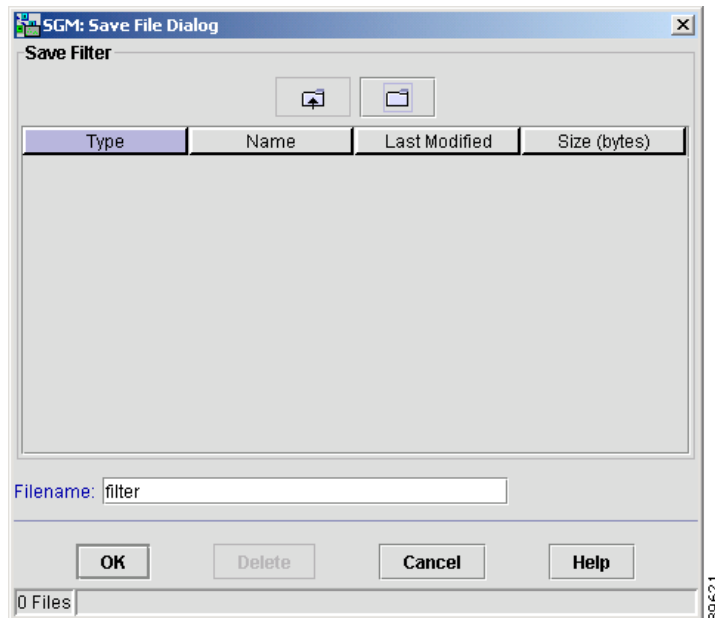 SGM: Save File Dialog
Save Filter
Type Name Last Modified Size (bytes)
Filename: filter
OK Delete Cancel Help
0 Files
89621